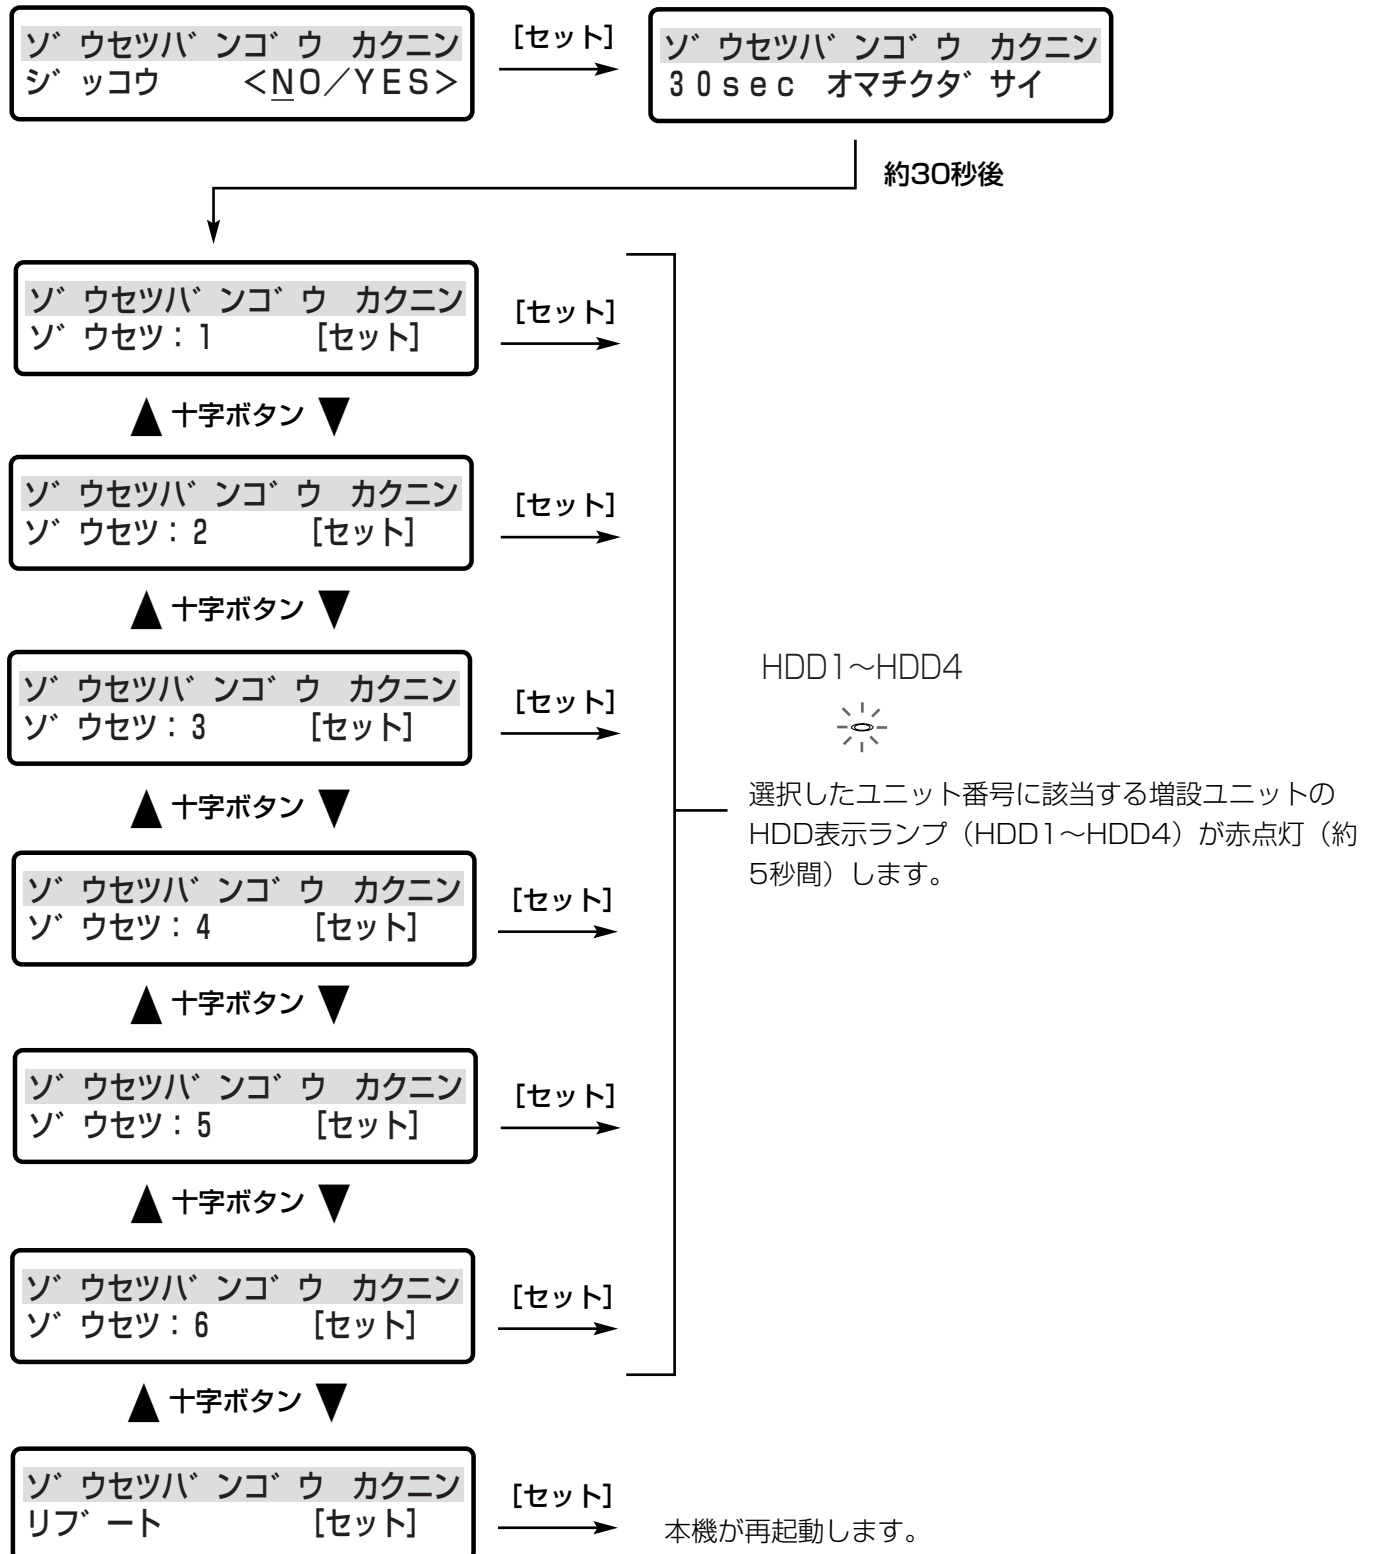 ゾウセツバンゴウ　カクニン
ジッコウ　　<NO／YES>
［セット］
ゾウセツバンゴウ　カクニン
30sec　オマチクダサイ
約30秒後
ゾウセツバンゴウ　カクニン
ゾウセツ：1　　［セット］
［セット］
▲ 十字ボタン ▼
ゾウセツバンゴウ　カクニン
ゾウセツ：2　　［セット］
［セット］
▲ 十字ボタン ▼
ゾウセツバンゴウ　カクニン
ゾウセツ：3　　［セット］
［セット］
▲ 十字ボタン ▼
ゾウセツバンゴウ　カクニン
ゾウセツ：4　　［セット］
［セット］
▲ 十字ボタン ▼
ゾウセツバンゴウ　カクニン
ゾウセツ：5　　［セット］
［セット］
▲ 十字ボタン ▼
ゾウセツバンゴウ　カクニン
ゾウセツ：6　　［セット］
［セット］
HDD1～HDD4
選択したユニット番号に該当する増設ユニットの
HDD表示ランプ（HDD1～HDD4）が赤点灯（約
5秒間）します。
▲ 十字ボタン ▼
ゾウセツバンゴウ　カクニン
リブート　　［セット］
［セット］
本機が再起動します。